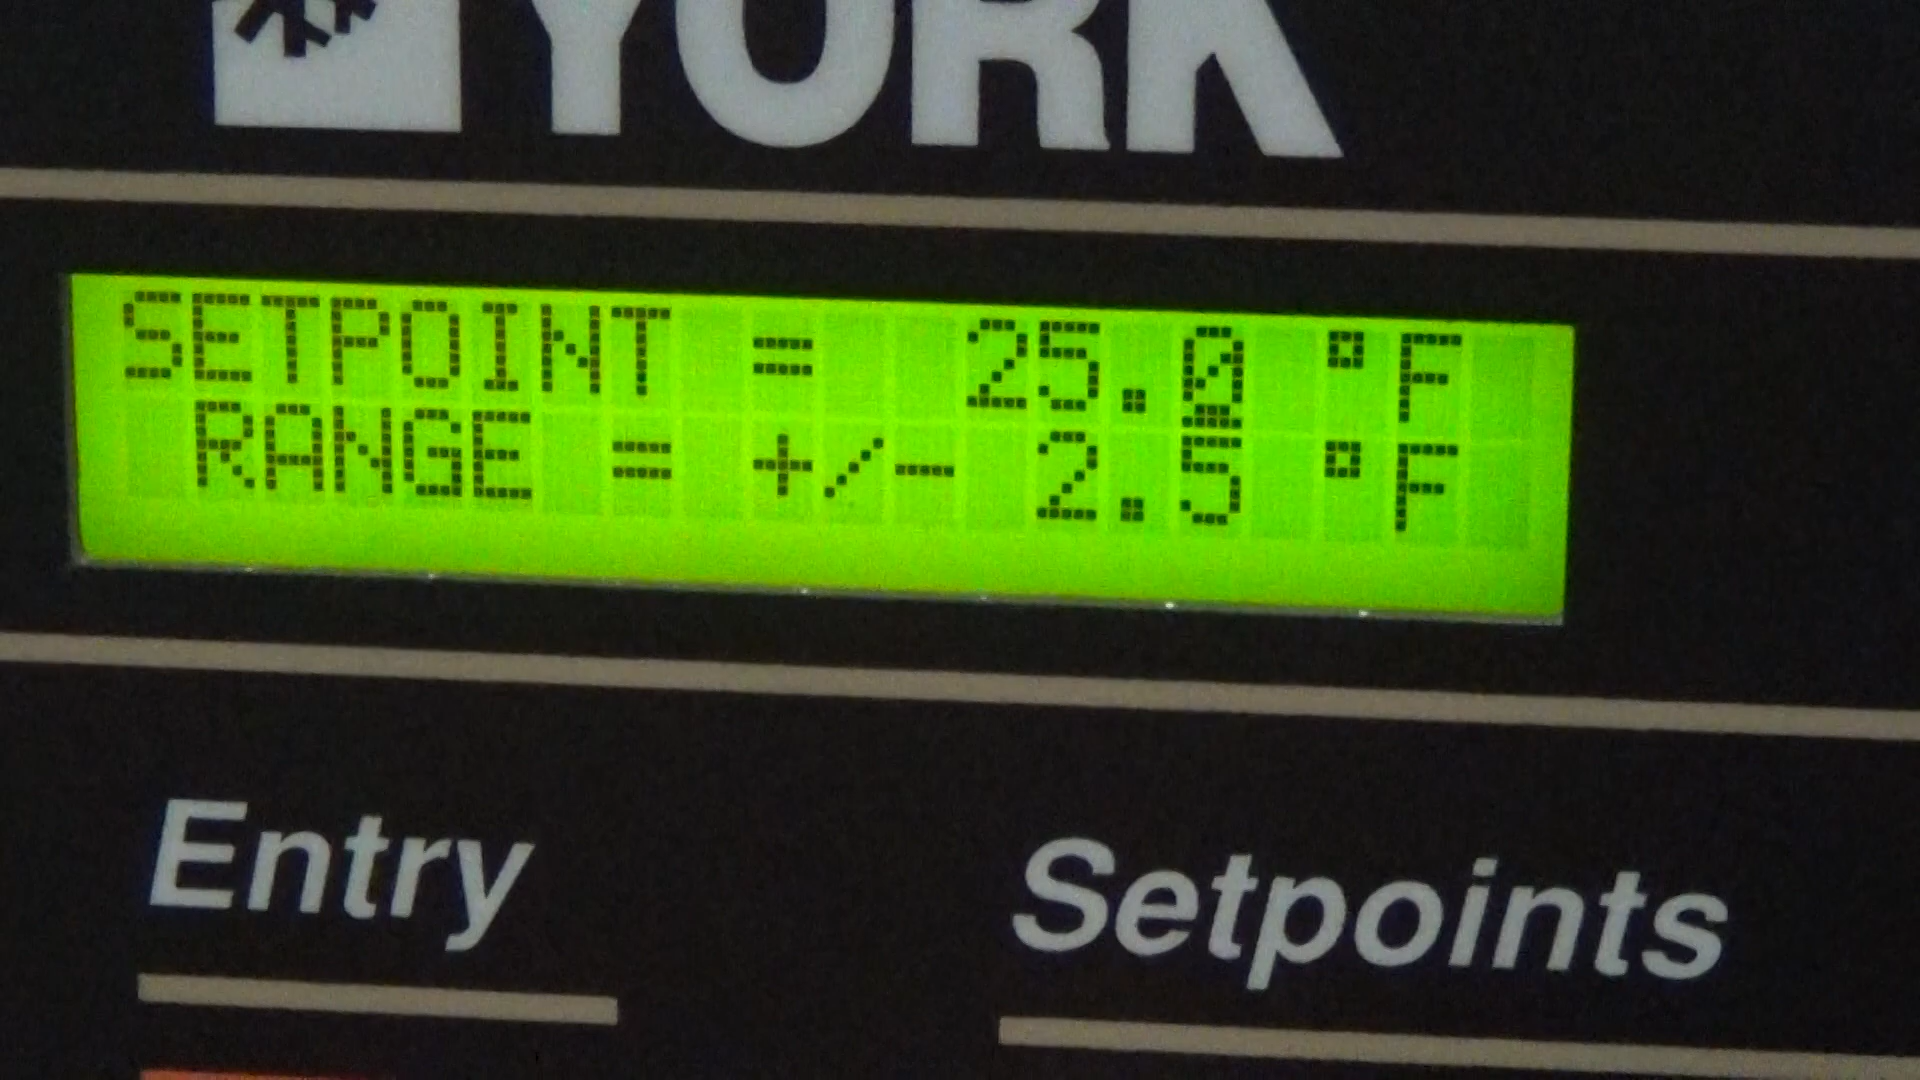 YORK
SETPOINT = 25.0 °F
RANGE = +/- 2.5 °F
Entry
Setpoints